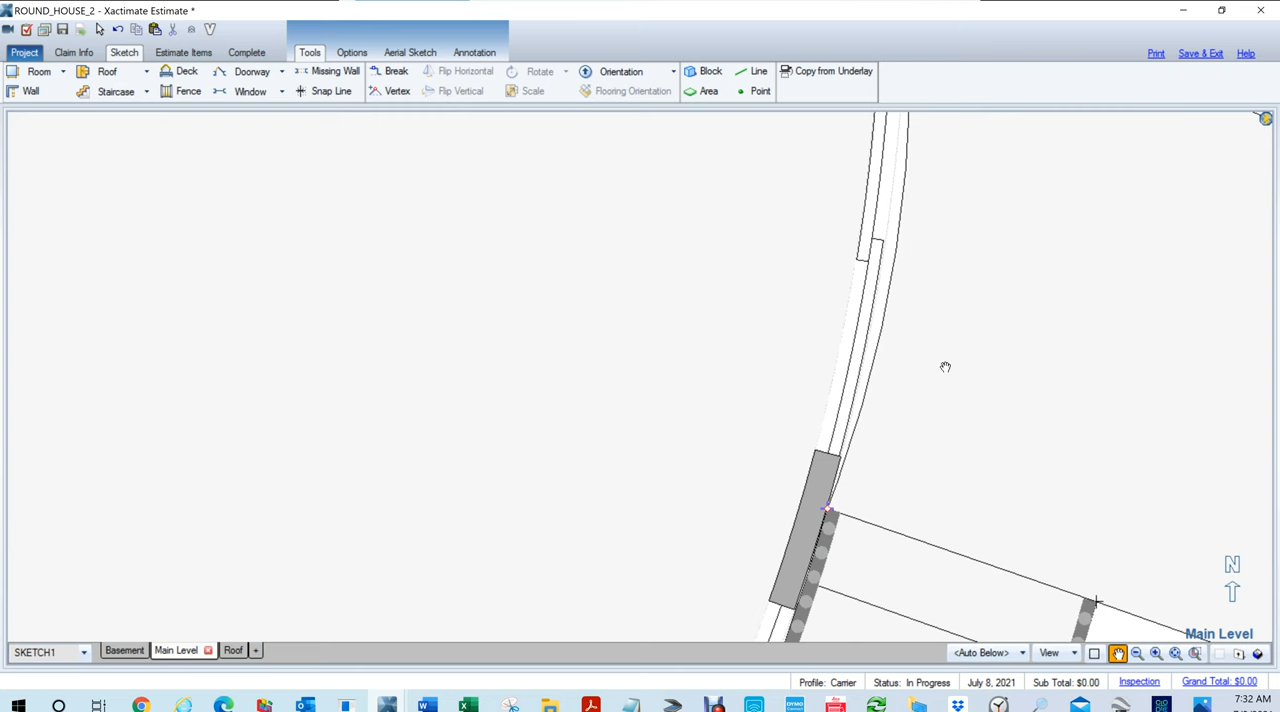 ROUND_HOUSE_2 - Xactimate Estimate *
Project Claim Info Sketch Estimate Items Complete Tools Options Aerial Sketch Annotation Print Save & Exit Help
Room Roof Deck Doorway Missing Wall Break Flip Horizontal Rotate Orientation Block Line Copy from Underlay
Wall Staircase Fence Window Snap Line Vertex Flip Vertical Scale Flooring Orientation Area Point
N
Main Level
SKETCH1 Basement Main Level Roof + <Auto Below> View
Profile: Carrier Status: In Progress July 8, 2021 Sub Total: $0.00 Inspection Grand Total: $0.00
7:32 AM